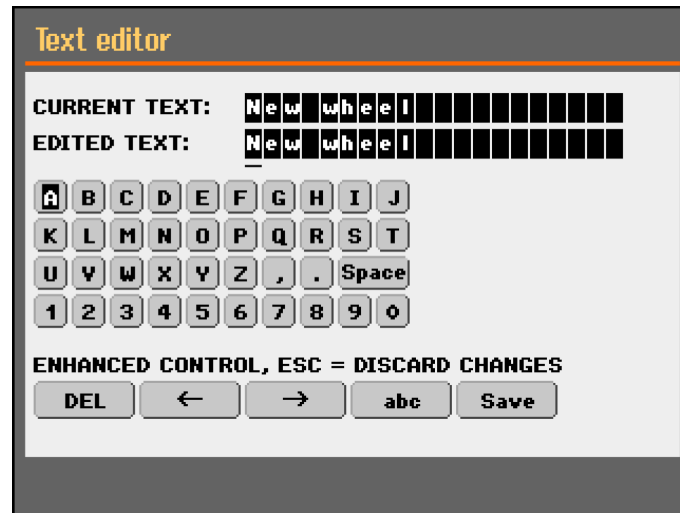 Text editor
CURRENT TEXT: New wheel
EDITED TEXT: New wheel
A B C D E F G H I J
K L M N O P Q R S T
U V W X Y Z , . Space
1 2 3 4 5 6 7 8 9 0
ENHANCED CONTROL, ESC = DISCARD CHANGES
DEL ← → abc Save